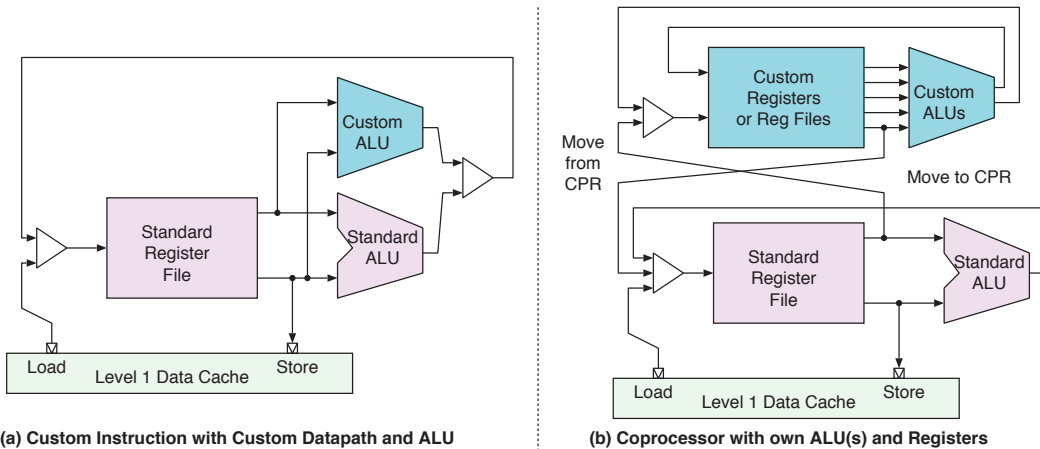 Custom
ALU
Standard
Register
File
Standard
ALU
Load
Store
Level 1 Data Cache
(a) Custom Instruction with Custom Datapath and ALU
Custom
Registers
or Reg Files
Custom
ALUs
Move
from
CPR
Move to CPR
Standard
Register
File
Standard
ALU
Load
Store
Level 1 Data Cache
(b) Coprocessor with own ALU(s) and Registers